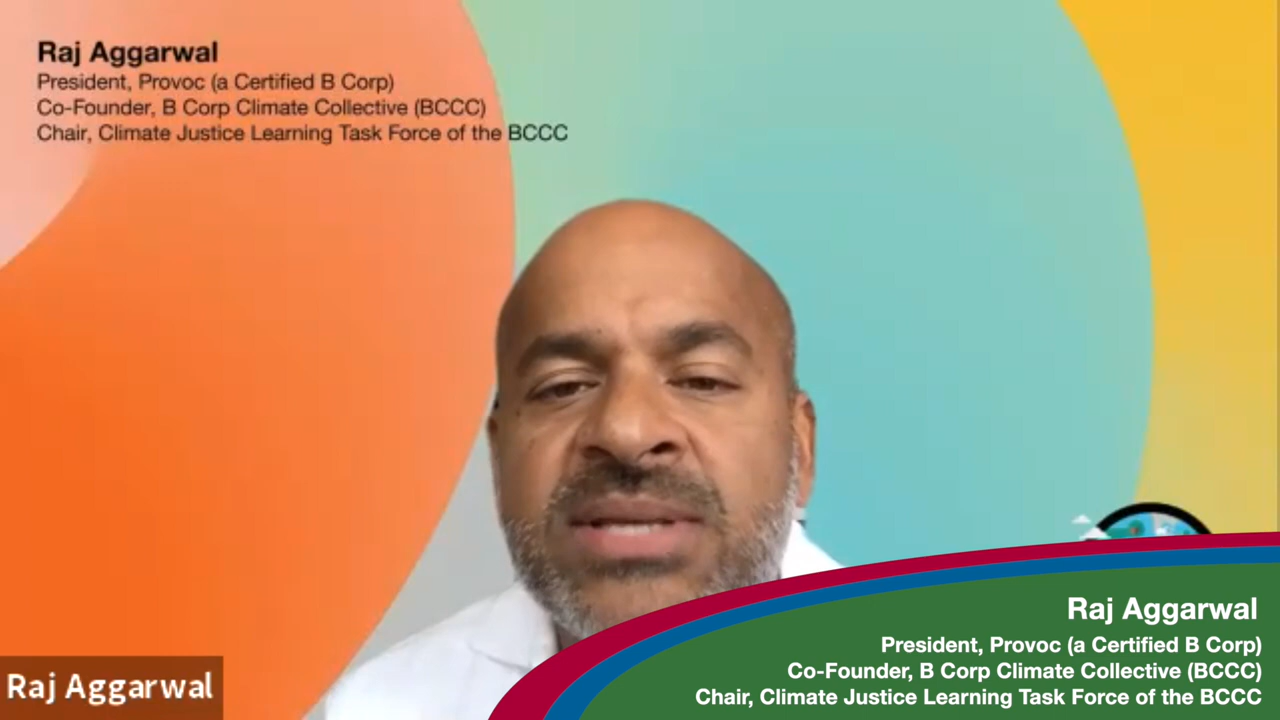 Raj Aggarwal
President, Provoc (a Certified B Corp)
Co-Founder, B Corp Climate Collective (BCCC)
Chair, Climate Justice Learning Task Force of the BCCC
Raj Aggarwal
Raj Aggarwal
President, Provoc (a Certified B Corp)
Co-Founder, B Corp Climate Collective (BCCC)
Chair, Climate Justice Learning Task Force of the BCCC